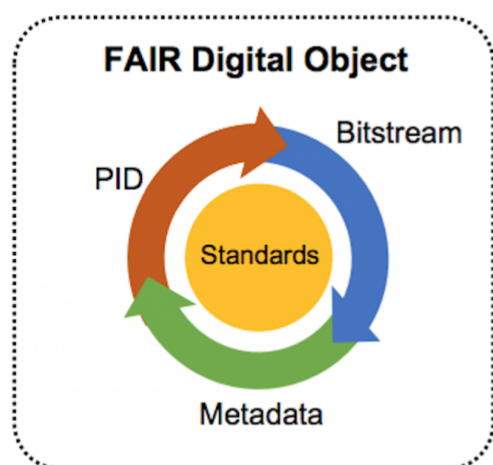 FAIR Digital Object
Bitstream
PID
Standards
Metadata